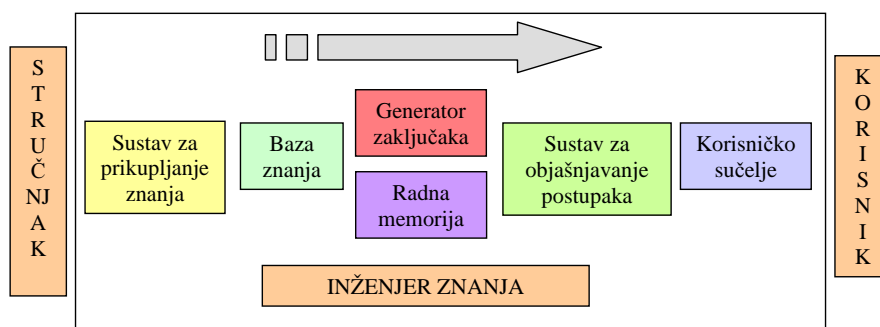 S
T
R
U
Č
NJ
A
K
Sustav za
prikupljanje
znanja
Baza
znanja
Generator
zaključaka
Radna
memorija
Sustav za
objašnjavanje
postupaka
Korisničko
sučelje
INŽENJER ZNANJA
K
O
R
I
S
N
I
K